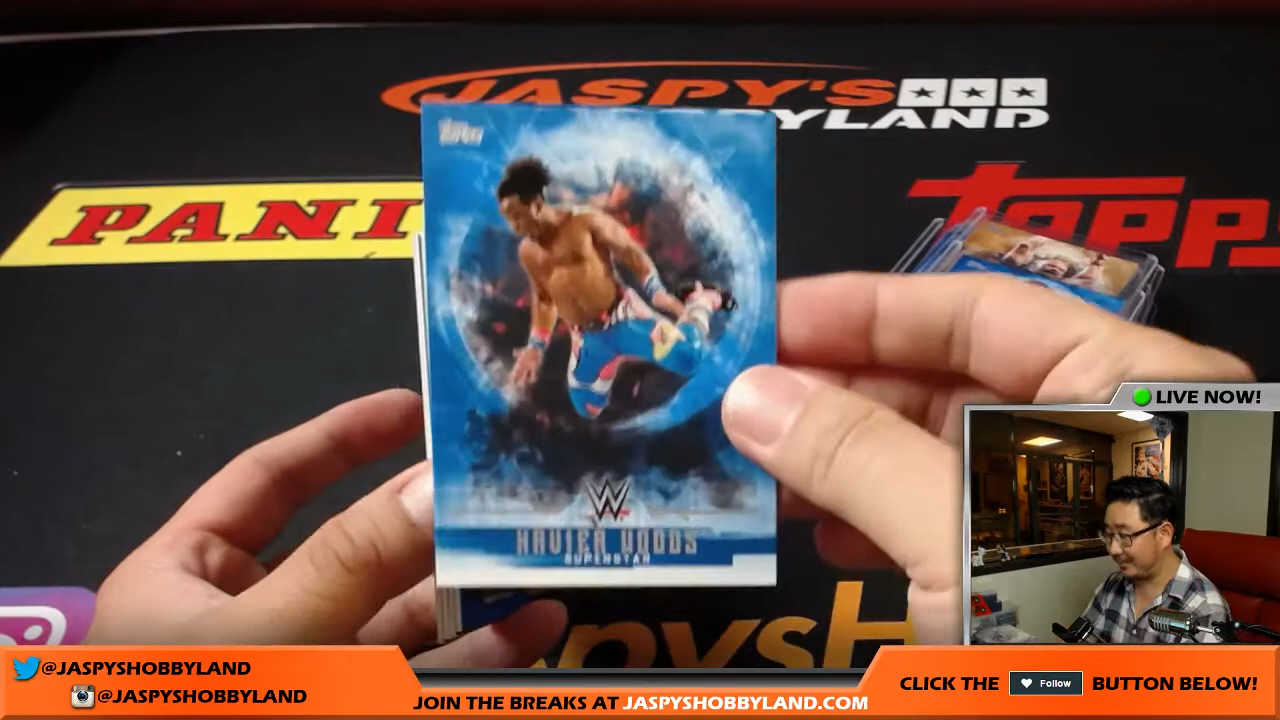 JASPY'S
YLAND
PANI
TOPPS
TOPPS
W
XAVIER WOODS
SUPERSTAR
LIVE NOW!
spysH
@JASPYSHOBBYLAND
@JASPYSHOBBYLAND
JOIN THE BREAKS AT JASPYSHOBBYLAND.COM
CLICK THE Follow BUTTON BELOW!